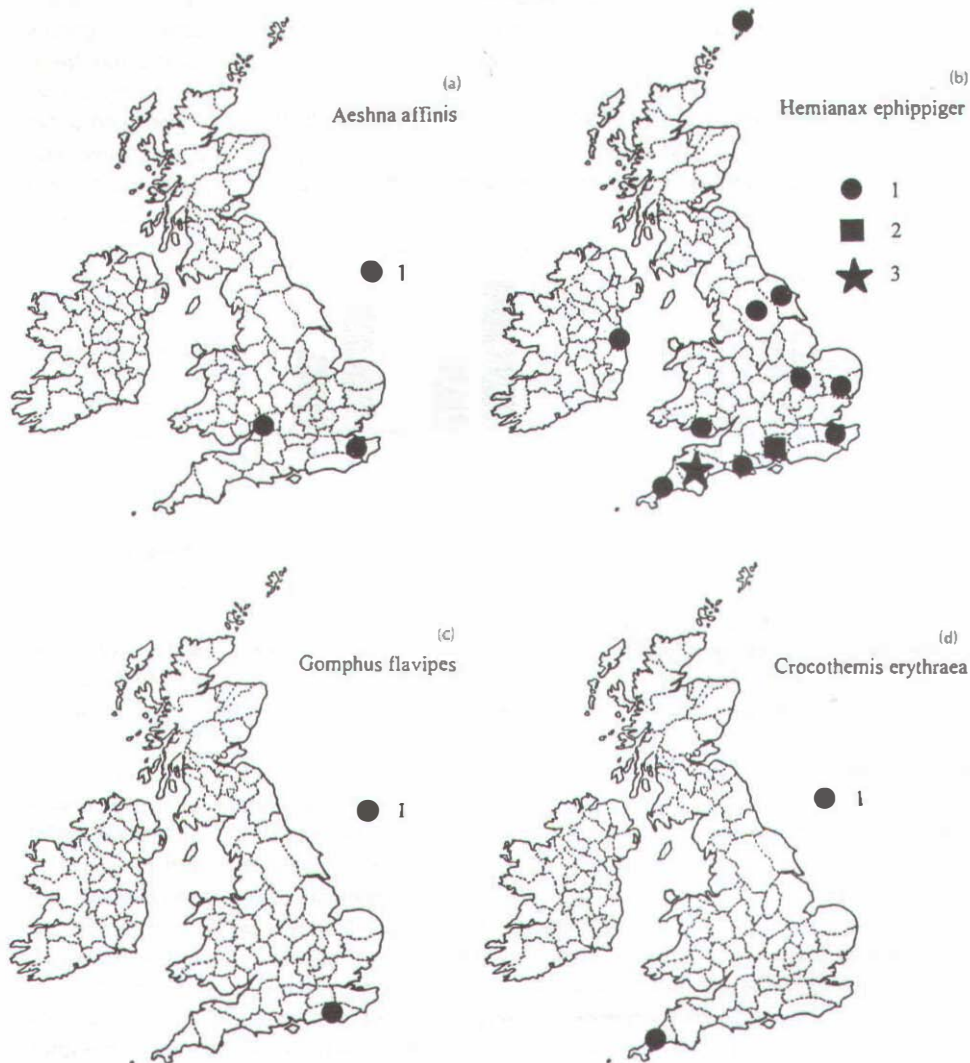 (a)
Aeshna affinis
1
(b)
Hemianax ephippiger
1
2
3
(c)
Gomphus flavipes
1
(d)
Crocothemis erythraea
1